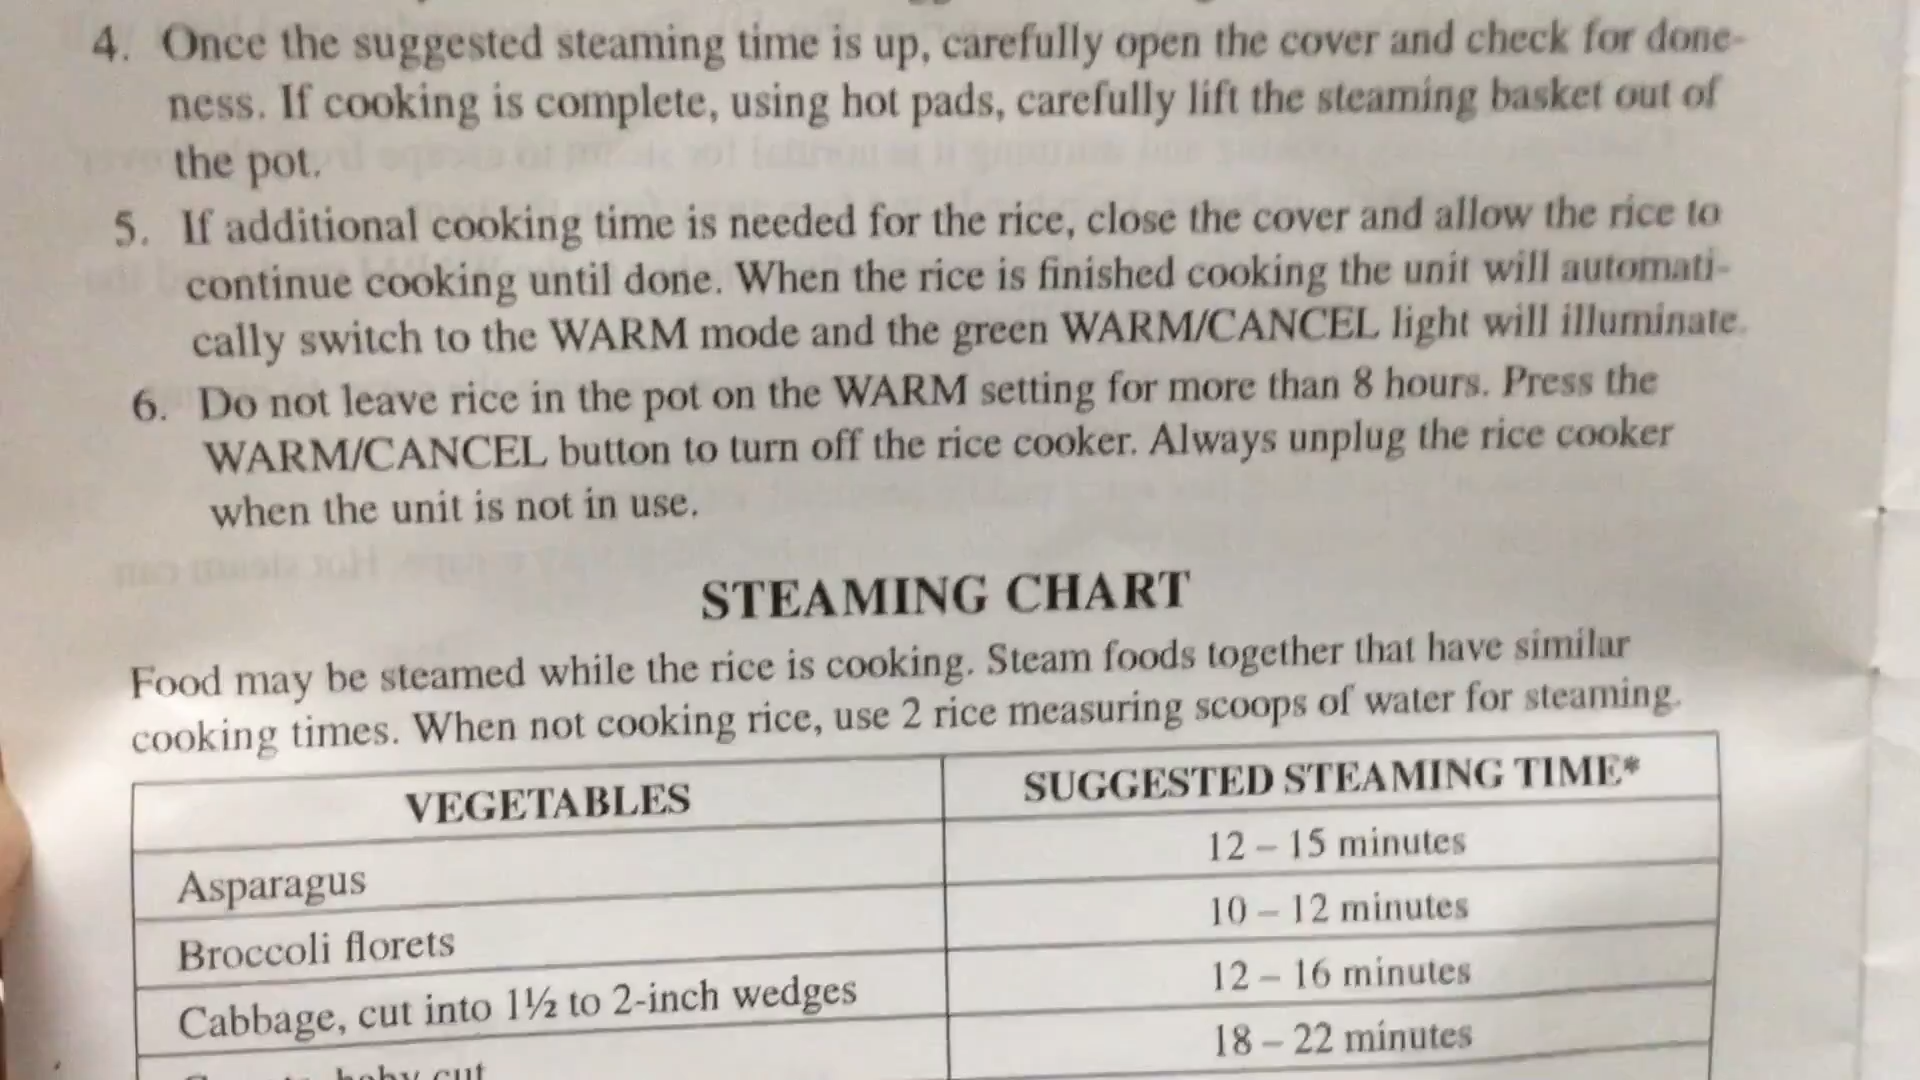 4. Once the suggested steaming time is up, carefully open the cover and check for done-
ness. If cooking is complete, using hot pads, carefully lift the steaming basket out of
the pot.
5. If additional cooking time is needed for the rice, close the cover and allow the rice to
continue cooking until done. When the rice is finished cooking the unit will automati-
cally switch to the WARM mode and the green WARM/CANCEL light will illuminate.
6. Do not leave rice in the pot on the WARM setting for more than 8 hours. Press the
WARM/CANCEL button to turn off the rice cooker. Always unplug the rice cooker
when the unit is not in use.
STEAMING CHART
Food may be steamed while the rice is cooking. Steam foods together that have similar
cooking times. When not cooking rice, use 2 rice measuring scoops of water for steaming.
VEGETABLES SUGGESTED STEAMING TIME*
Asparagus 12 – 15 minutes
Broccoli florets 10 – 12 minutes
Cabbage, cut into 1½ to 2-inch wedges 12 – 16 minutes
baby cut 18 – 22 minutes